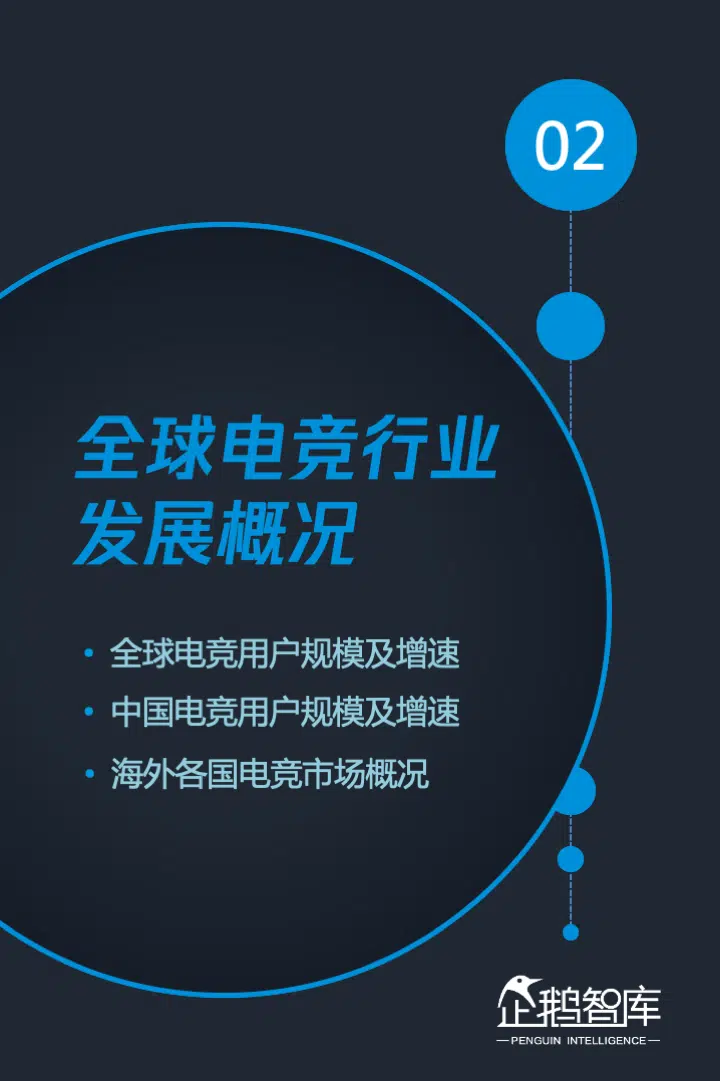 02
全球电竞行业
发展概况
• 全球电竞用户规模及增速
• 中国电竞用户规模及增速
• 海外各国电竞市场概况
企鹅智库
—PENGUIN INTELLIGENCE—